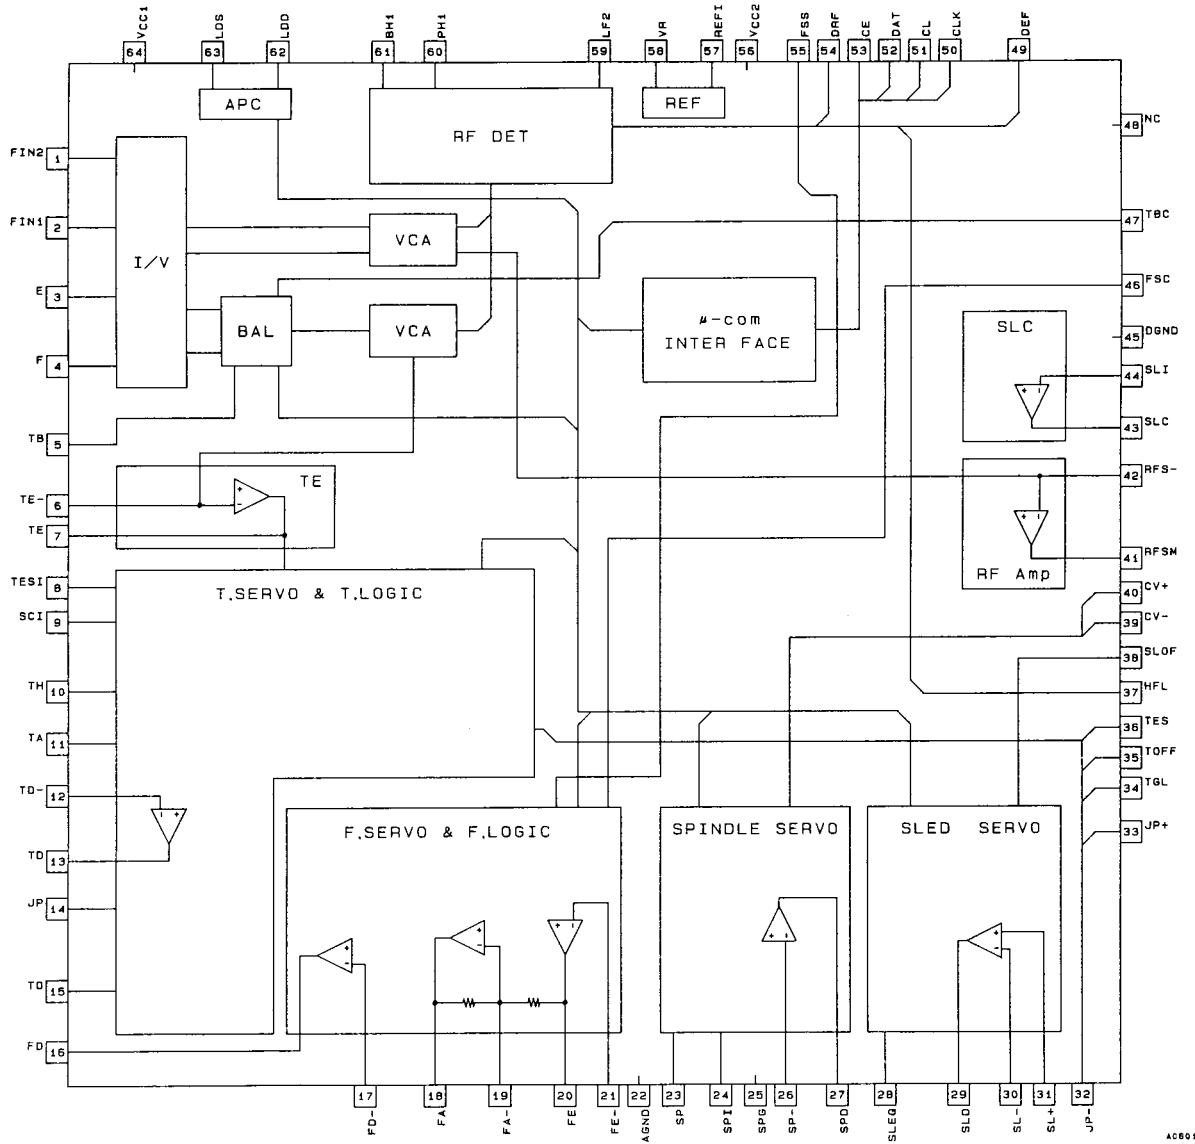 VCC1
LDS
LDD
BH1
PH1
LF2
VR
REFI
VCC2
FSS
DRF
CE
DAT
CL
CLK
DEF
64
63
62
61
60
59
58
57
56
55
54
53
52
51
50
49
APC
REF
RF DET
FIN2
1
FIN1
2
E
3
F
4
TB
5
TE-
6
TE
7
TESI
8
SCI
9
TH
10
TA
11
TD-
12
TD
13
JP
14
TO
15
FD
16
I/V
VCA
BAL
VCA
μ-com
INTER FACE
SLC
+ -
RF Amp
+ -
TE
+
-
T.SERVO & T.LOGIC
- +
F.SERVO & F.LOGIC
+
-
+
-
+ -
SPINDLE SERVO
+ -
SLED SERVO
+
-
48
NC
47
TBC
46
FSC
45
DGND
44
SLI
43
SLC
42
RFS-
41
RFSM
40
CV+
39
CV-
38
SLOF
37
HFL
36
TES
35
TOFF
34
TGL
33
JP+
17
18
19
20
21
22
23
24
25
26
27
28
29
30
31
32
FD-
FA
FA-
FE
FE-
AGND
SP
SPI
SPG
SP-
SPD
SLEQ
SLD
SL-
SL+
JP-
A0801